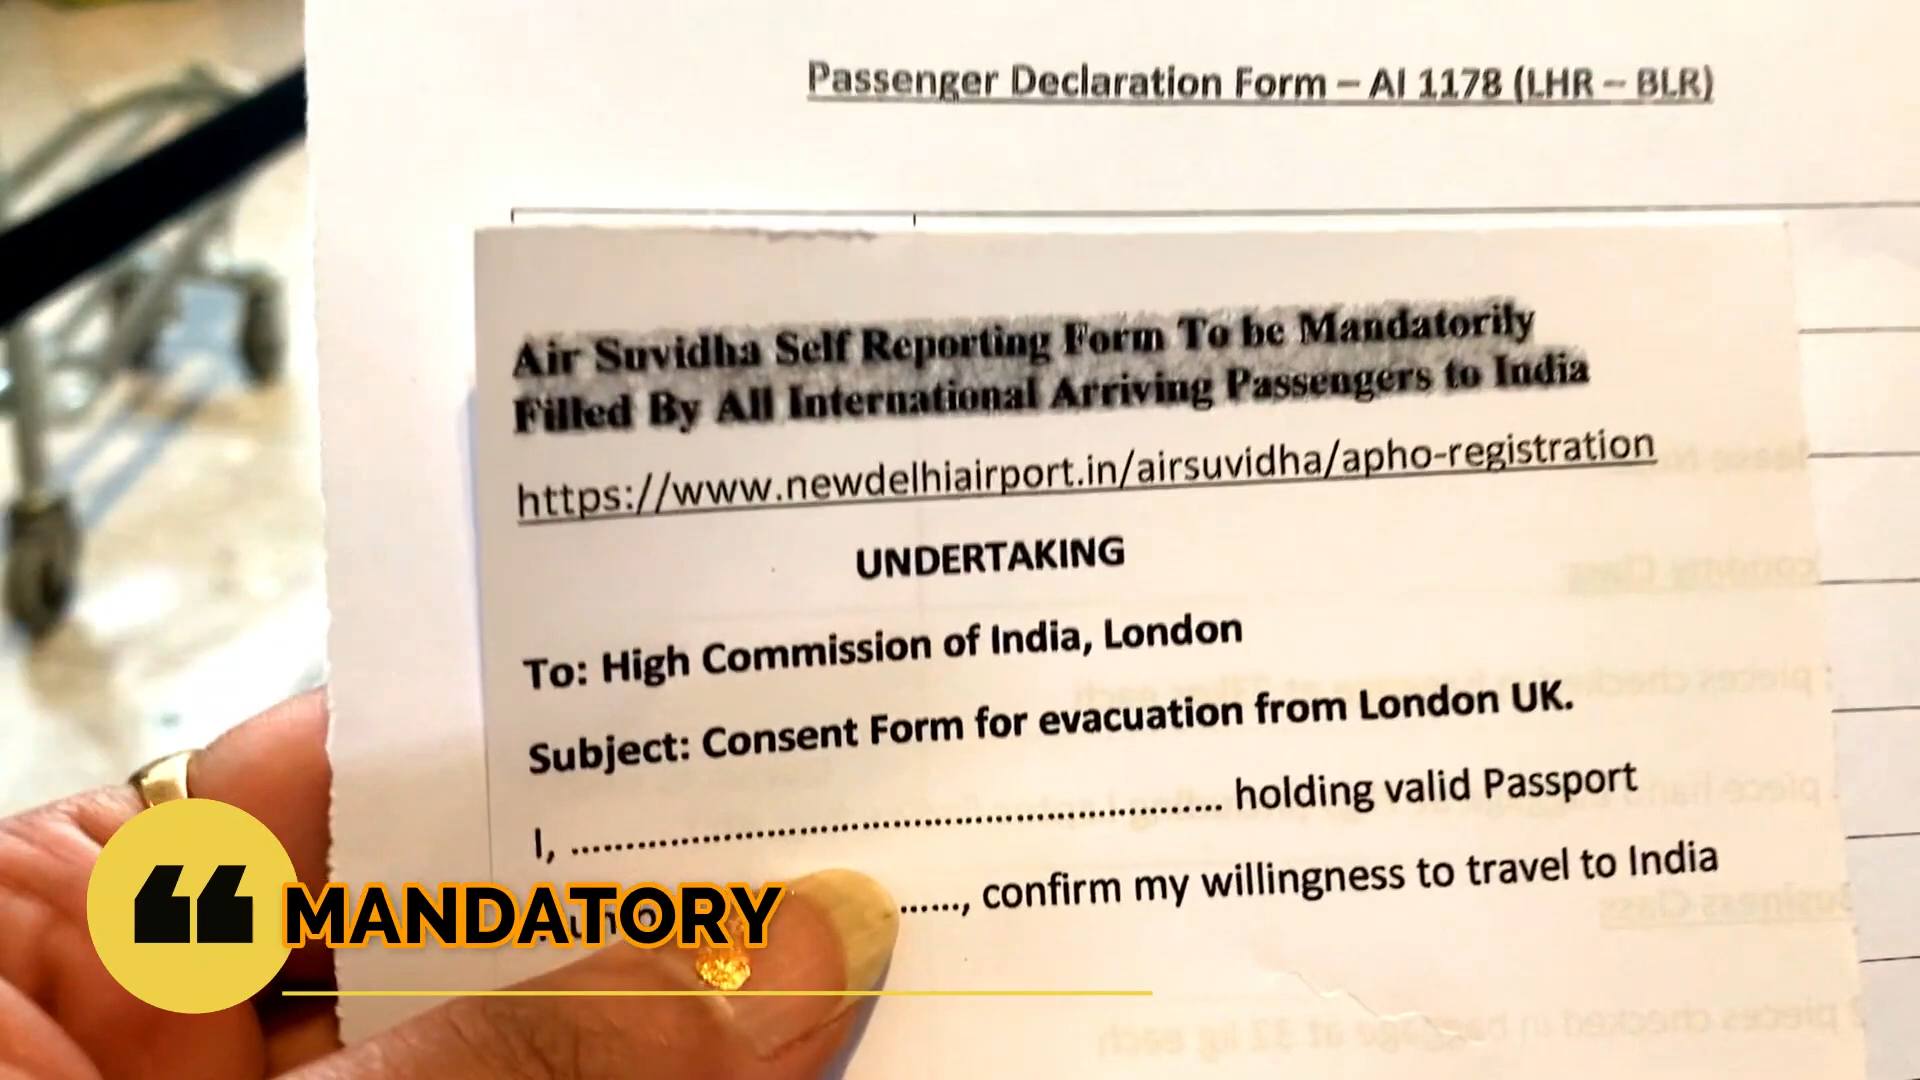 Passenger Declaration Form – AI 1178 (LHR – BLR)
Air Suvidha Self Reporting Form To be Mandatorily
Filled By All International Arriving Passengers to India
https://www.newdelhiairport.in/airsuvidha/apho-registration
UNDERTAKING
To: High Commission of India, London
Subject: Consent Form for evacuation from London UK.
I, ........................................................................ holding valid Passport
......, confirm my willingness to travel to India
“ MANDATORY